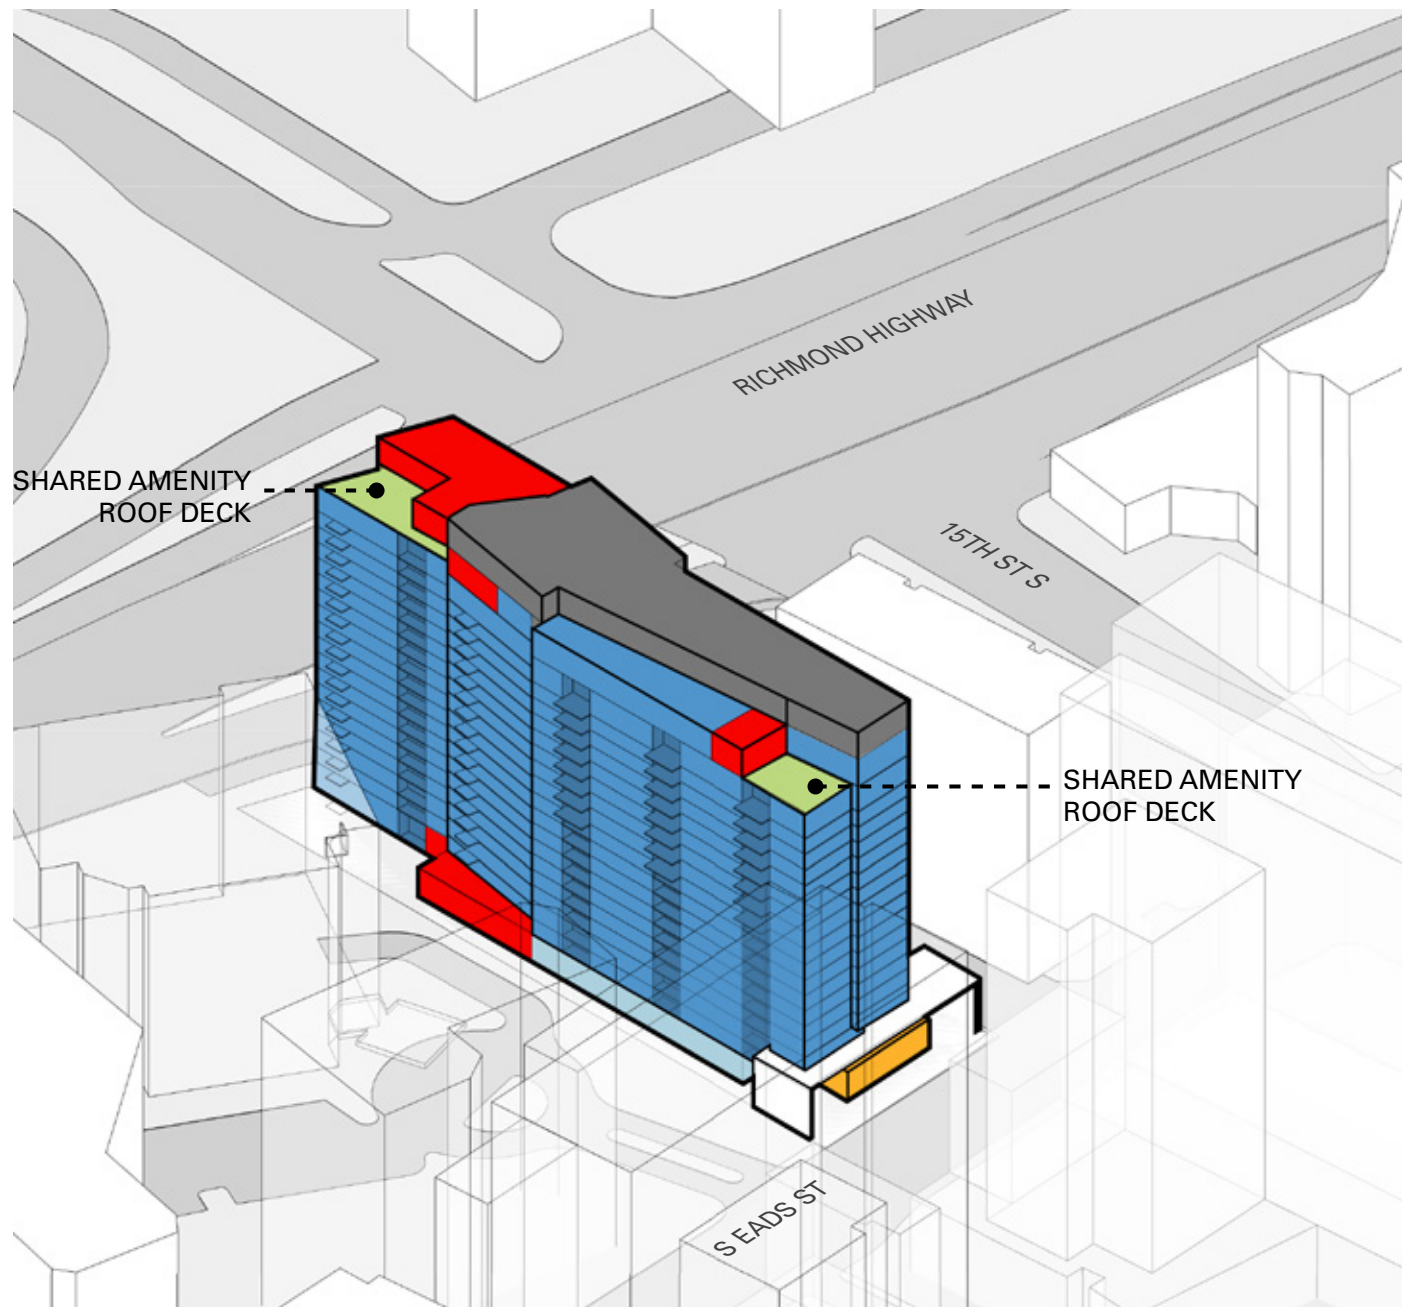 RICHMOND HIGHWAY
SHARED AMENITY
ROOF DECK
15TH ST S
SHARED AMENITY
ROOF DECK
S EADS ST